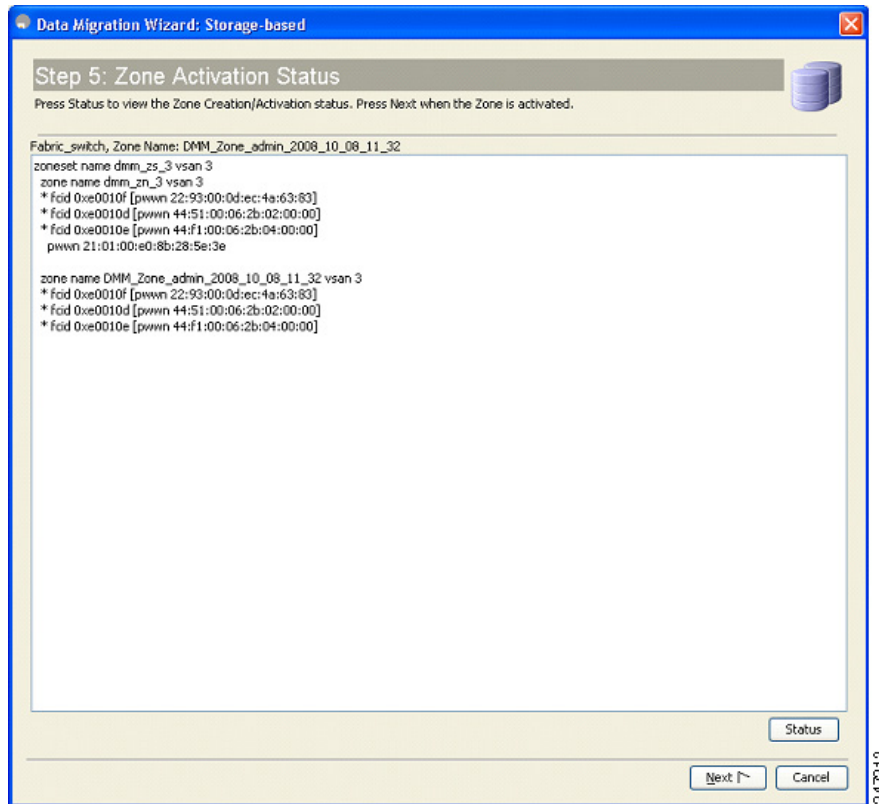 Data Migration Wizard: Storage-based
Step 5: Zone Activation Status
Press Status to view the Zone Creation/Activation status. Press Next when the Zone is activated.
Fabric_switch, Zone Name: DMM_Zone_admin_2008_10_08_11_32
zoneset name dmm_zs_3 vsan 3
zone name dmm_zn_3 vsan 3
* fcid 0xe0010f [pwwn 22:93:00:0d:ec:4a:63:83]
* fcid 0xe0010d [pwwn 44:51:00:06:2b:02:00:00]
* fcid 0xe0010e [pwwn 44:f1:00:06:2b:04:00:00]
pwwn 21:01:00:e0:8b:28:5e:3e
zone name DMM_Zone_admin_2008_10_08_11_32 vsan 3
* fcid 0xe0010f [pwwn 22:93:00:0d:ec:4a:63:83]
* fcid 0xe0010d [pwwn 44:51:00:06:2b:02:00:00]
* fcid 0xe0010e [pwwn 44:f1:00:06:2b:04:00:00]
Status
Next
Cancel